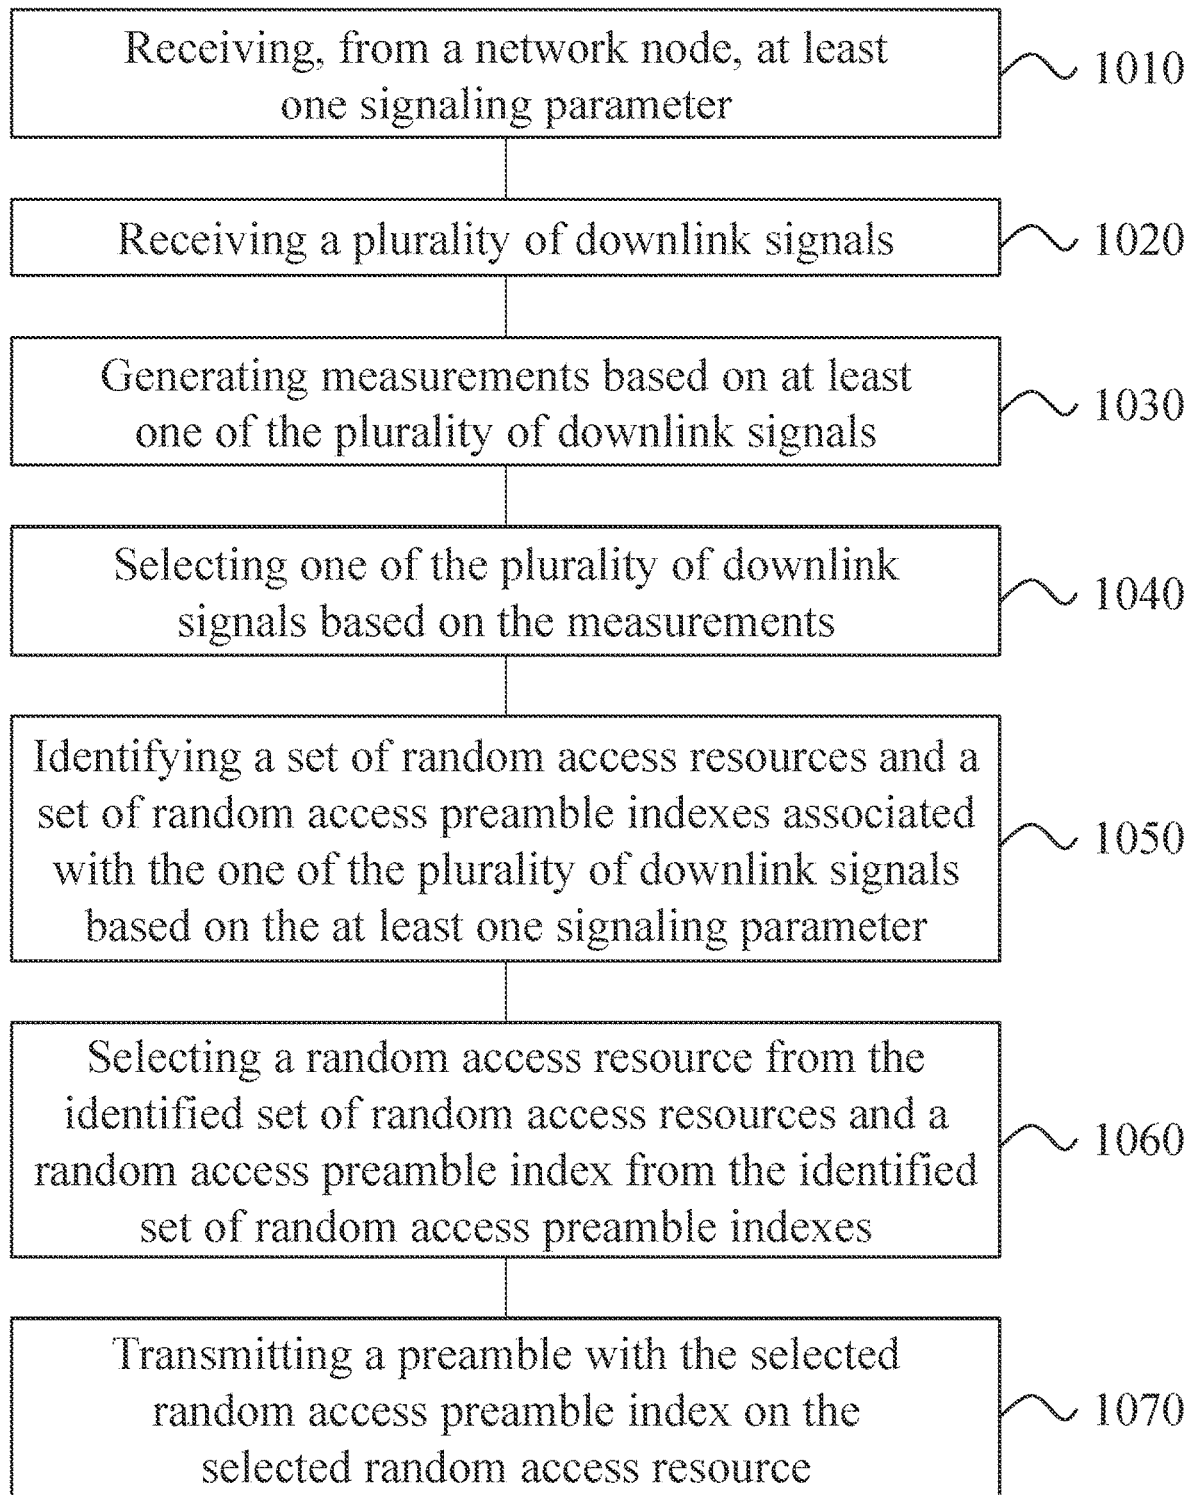 Receiving, from a network node, at least
one signaling parameter
1010
Receiving a plurality of downlink signals
1020
Generating measurements based on at least
one of the plurality of downlink signals
1030
Selecting one of the plurality of downlink
signals based on the measurements
1040
Identifying a set of random access resources and a
set of random access preamble indexes associated
with the one of the plurality of downlink signals
based on the at least one signaling parameter
1050
Selecting a random access resource from the
identified set of random access resources and a
random access preamble index from the identified
set of random access preamble indexes
1060
Transmitting a preamble with the selected
random access preamble index on the
selected random access resource
1070